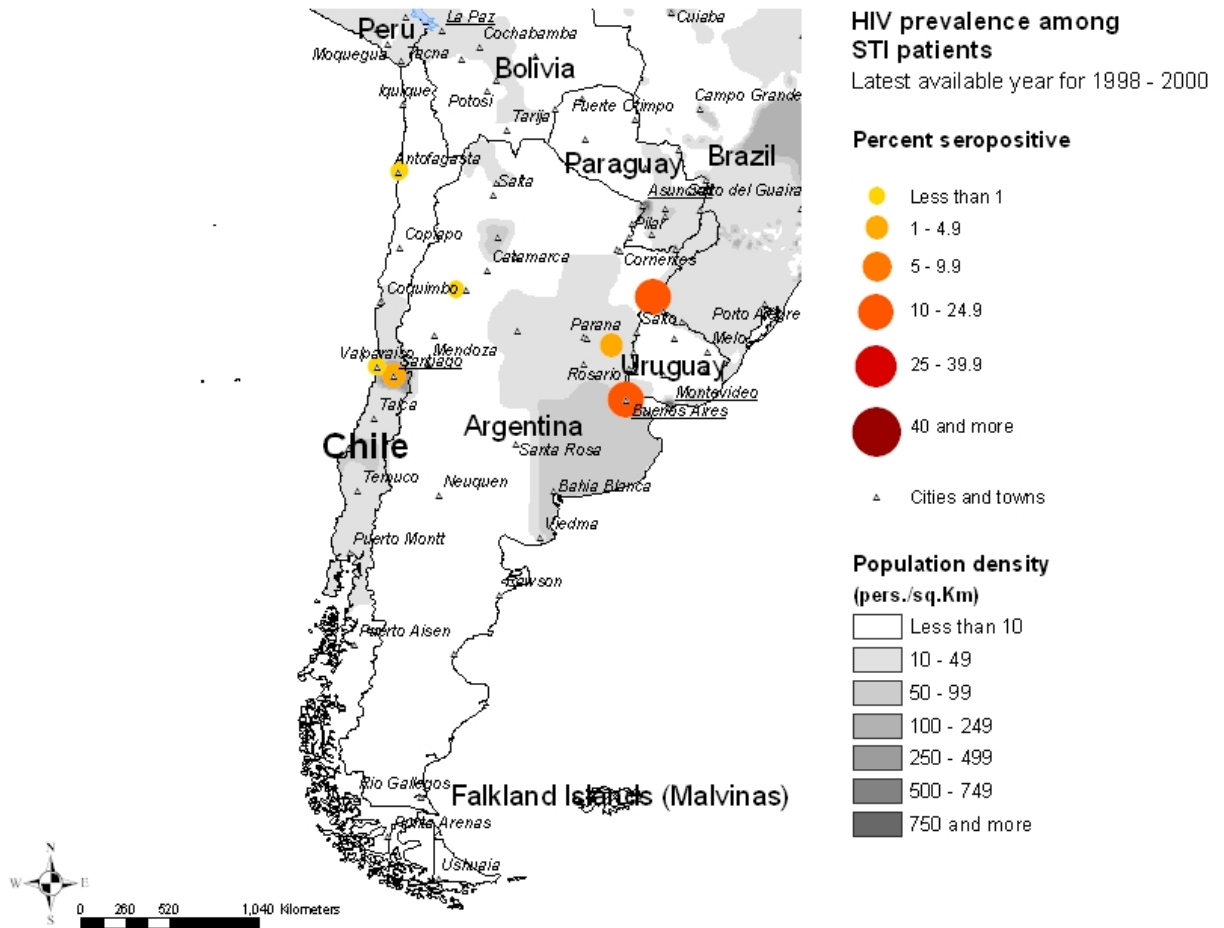 HIV prevalence among
STI patients
Latest available year for 1998 - 2000
Percent seropositive
Less than 1
1 - 4.9
5 - 9.9
10 - 24.9
25 - 39.9
40 and more
Cities and towns
Population density
(pers./sq.Km)
Less than 10
10 - 49
50 - 99
100 - 249
250 - 499
500 - 749
750 and more
La Paz
Cuiaba
Peru
Cochabamba
Moquegua
Tacna
Bolivia
Iquique
Potosi
Fuerte Olimpo
Campo Grande
Tarija
Antofagasta
Paraguay
Brazil
Salta
Asuncion
Salto del Guaira
Pilar
Copiapo
Corrientes
Catamarca
Coquimbo
Salto
Porto Alegre
Parana
Melo
Valparaiso
Mendoza
Santiago
Rosario
Uruguay
Montevideo
Talca
Buenos Aires
Argentina
Chile
Santa Rosa
Temuco
Neuquen
Bahia Blanca
Viedma
Puerto Montt
Rawson
Puerto Aisen
Rio Gallegos
Falkland Islands (Malvinas)
Punta Arenas
Ushuaia
N
W
E
S
0 260 520 1,040 Kilometers